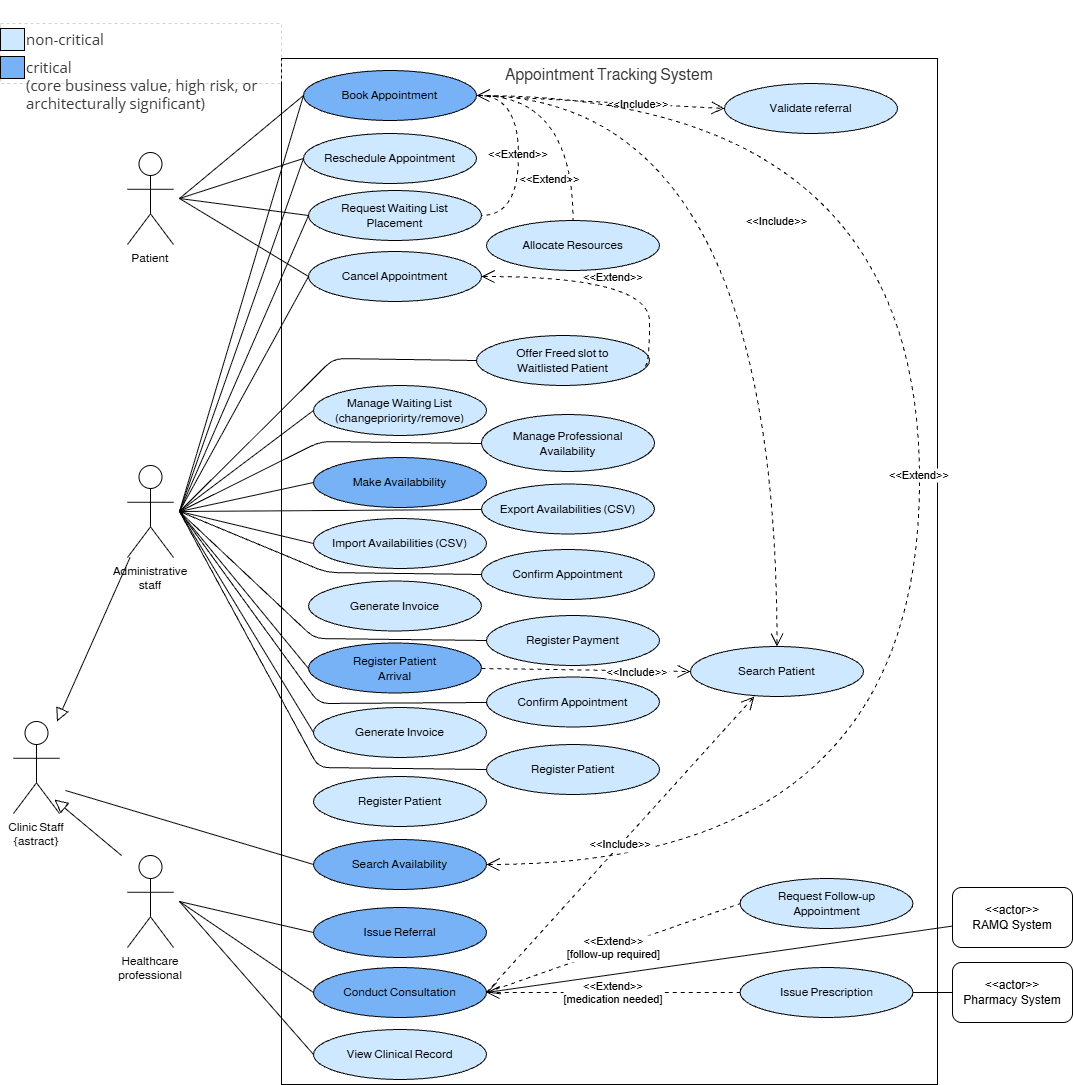 non-critical
critical
(core business value, high risk, or
architecturally significant)
Appointment Tracking System
Book Appointment
<<Include>>
Validate referral
Reschedule Appointment
<<Extend>>
<<Extend>>
Patient
Request Waiting List
Placement
<<Include>>
Allocate Resources
Cancel Appointment
<<Extend>>
Offer Freed slot to
Waitlisted Patient
Manage Waiting List
(changepriorirty/remove)
Manage Professional
Availability
Make Availabbility
<<Extend>>
Export Availabilities (CSV)
Import Availabilities (CSV)
Administrative
staff
Confirm Appointment
Generate Invoice
Register Payment
Register Patient
Arrival
<<Include>>
Search Patient
Confirm Appointment
Generate Invoice
Register Patient
Register Patient
Clinic Staff
{astract}
<<Include>>
Search Availability
Request Follow-up
Appointment
<<actor>>
RAMQ System
Issue Referral
<<Extend>>
[follow-up required]
Healthcare
professional
Conduct Consultation
<<Extend>>
[medication needed]
Issue Prescription
<<actor>>
Pharmacy System
View Clinical Record